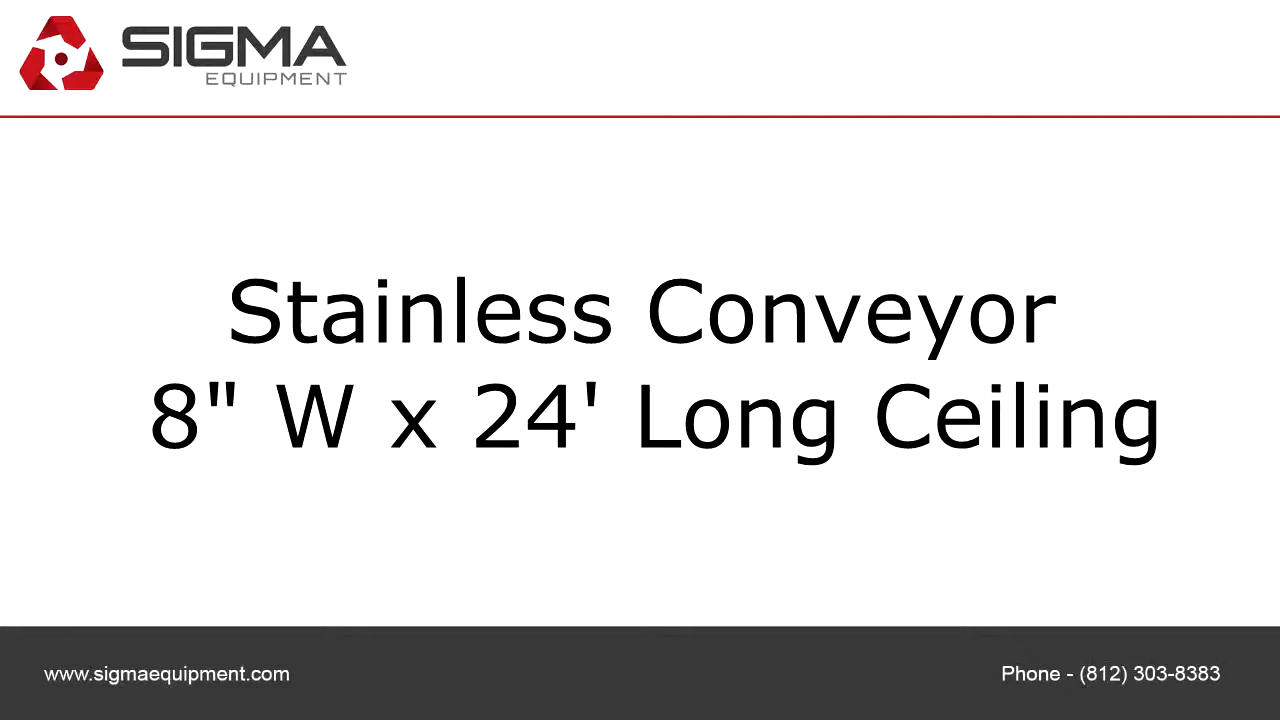 SIGMA
EQUIPMENT
Stainless Conveyor
8" W x 24' Long Ceiling
www.sigmaequipment.com
Phone - (812) 303-8383